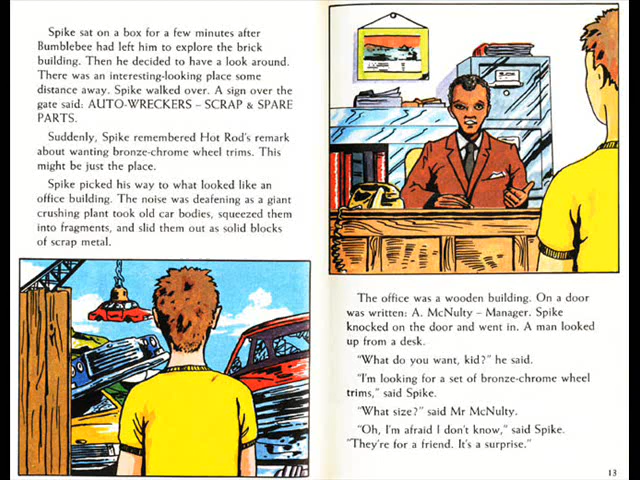 Spike sat on a box for a few minutes after
Bumblebee had left him to explore the brick
building. Then he decided to have a look around.
There was an interesting-looking place some
distance away. Spike walked over. A sign over the
gate said: AUTO-WRECKERS – SCRAP & SPARE
PARTS.
Suddenly, Spike remembered Hot Rod's remark
about wanting bronze-chrome wheel trims. This
might be just the place.
Spike picked his way to what looked like an
office building. The noise was deafening as a giant
crushing plant took old car bodies, squeezed them
into fragments, and slid them out as solid blocks
of scrap metal.
The office was a wooden building. On a door
was written: A. McNulty – Manager. Spike
knocked on the door and went in. A man looked
up from a desk.
"What do you want, kid?" he said.
"I'm looking for a set of bronze-chrome wheel
trims," said Spike.
"What size?" said Mr McNulty.
"Oh, I'm afraid I don't know," said Spike.
"They're for a friend. It's a surprise."
13